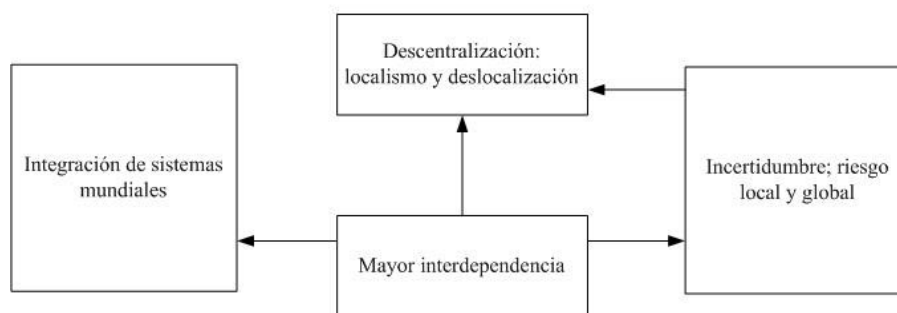 Descentralización:
localismo y deslocalización
Integración de sistemas
mundiales
Incertidumbre; riesgo
local y global
Mayor interdependencia